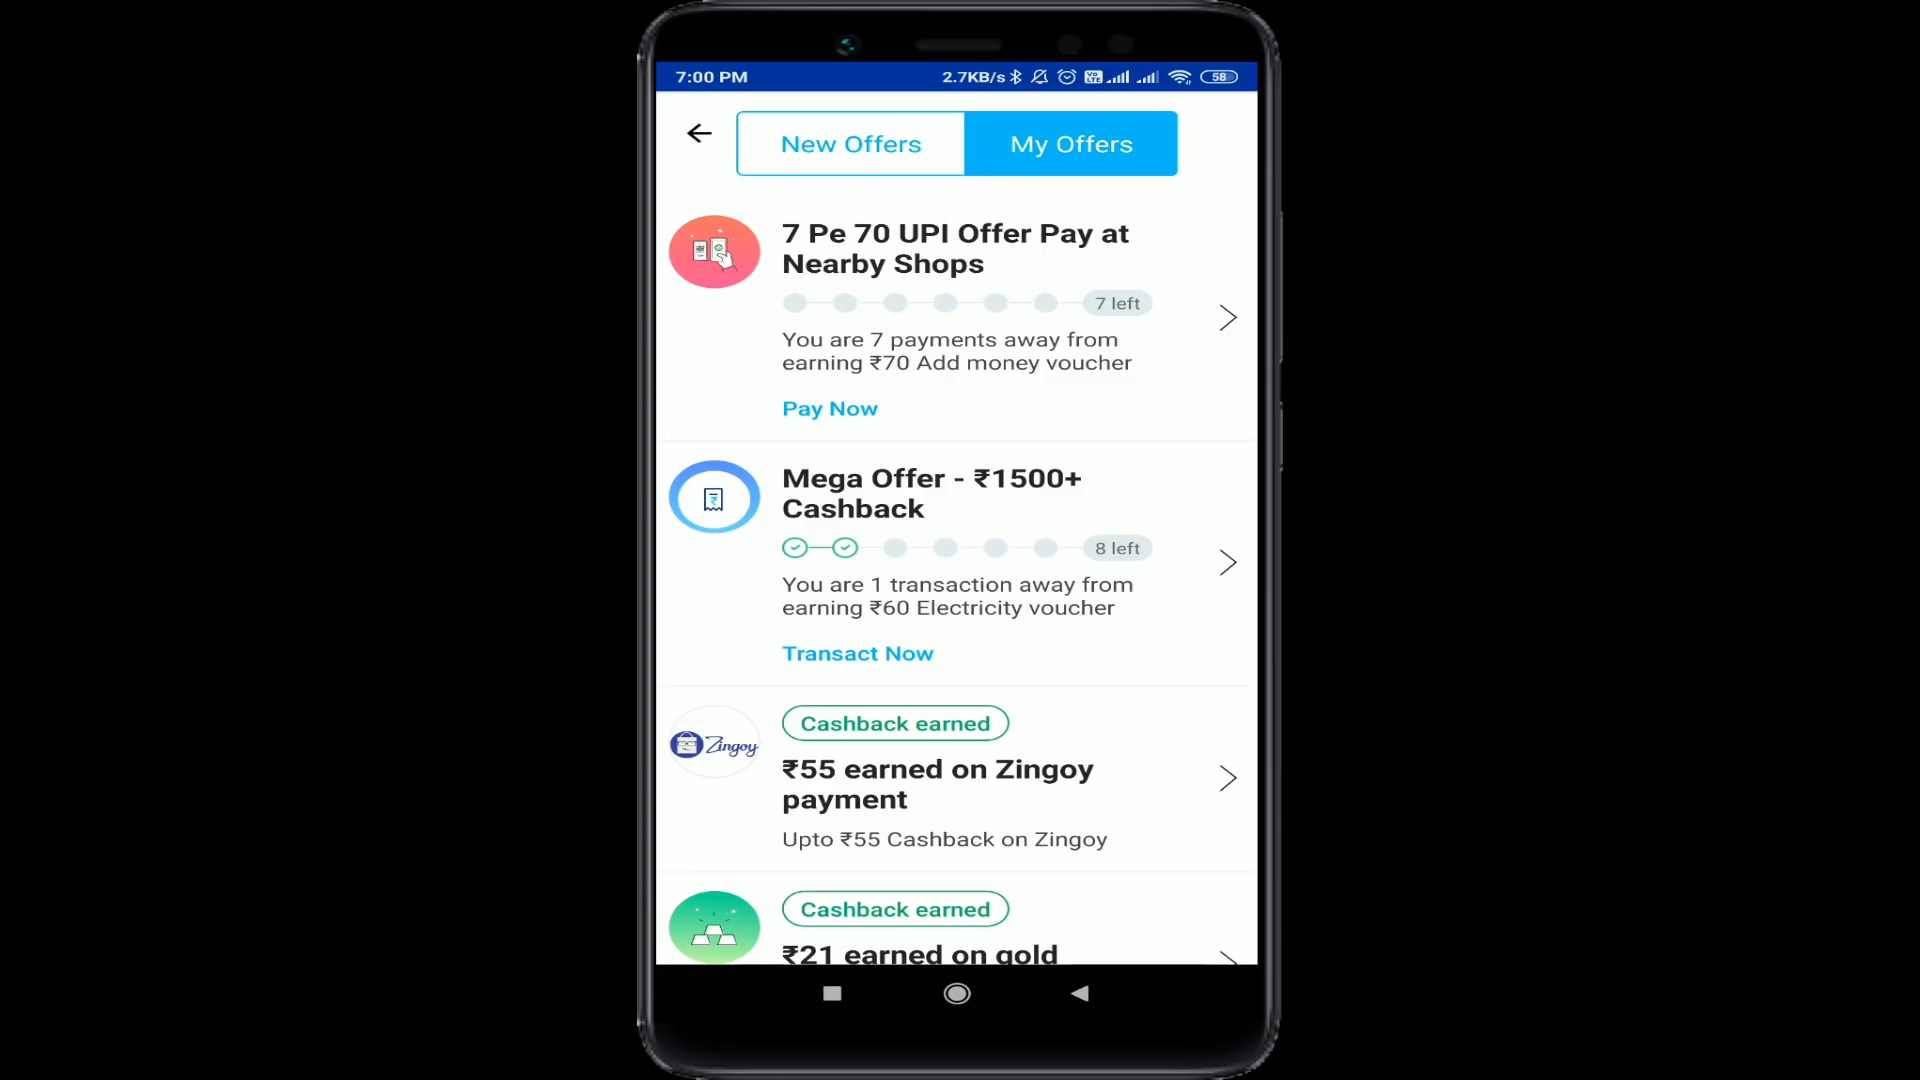 7:00 PM
2.7KB/s
Vo LTE
58
New Offers
My Offers
7 Pe 70 UPI Offer Pay at
Nearby Shops
7 left
You are 7 payments away from
earning ₹70 Add money voucher
Pay Now
Mega Offer - ₹1500+
Cashback
8 left
You are 1 transaction away from
earning ₹60 Electricity voucher
Transact Now
Zingoy
Cashback earned
₹55 earned on Zingoy
payment
Upto ₹55 Cashback on Zingoy
Cashback earned
₹21 earned on gold